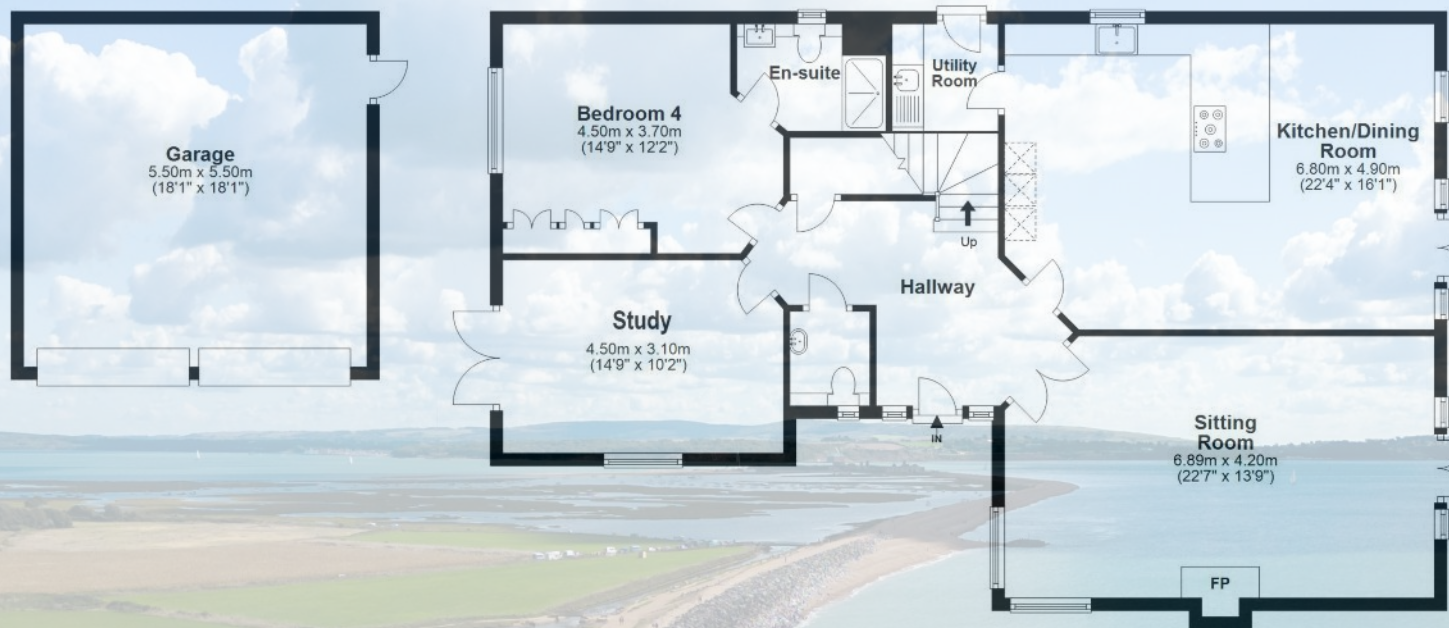 Garage
5.50m x 5.50m
(18'1" x 18'1")
Bedroom 4
4.50m x 3.70m
(14'9" x 12'2")
En-suite
Utility
Room
Kitchen/Dining
Room
6.80m x 4.90m
(22'4" x 16'1")
Up
Hallway
Study
4.50m x 3.10m
(14'9" x 10'2")
IN
Sitting
Room
6.89m x 4.20m
(22'7" x 13'9")
FP